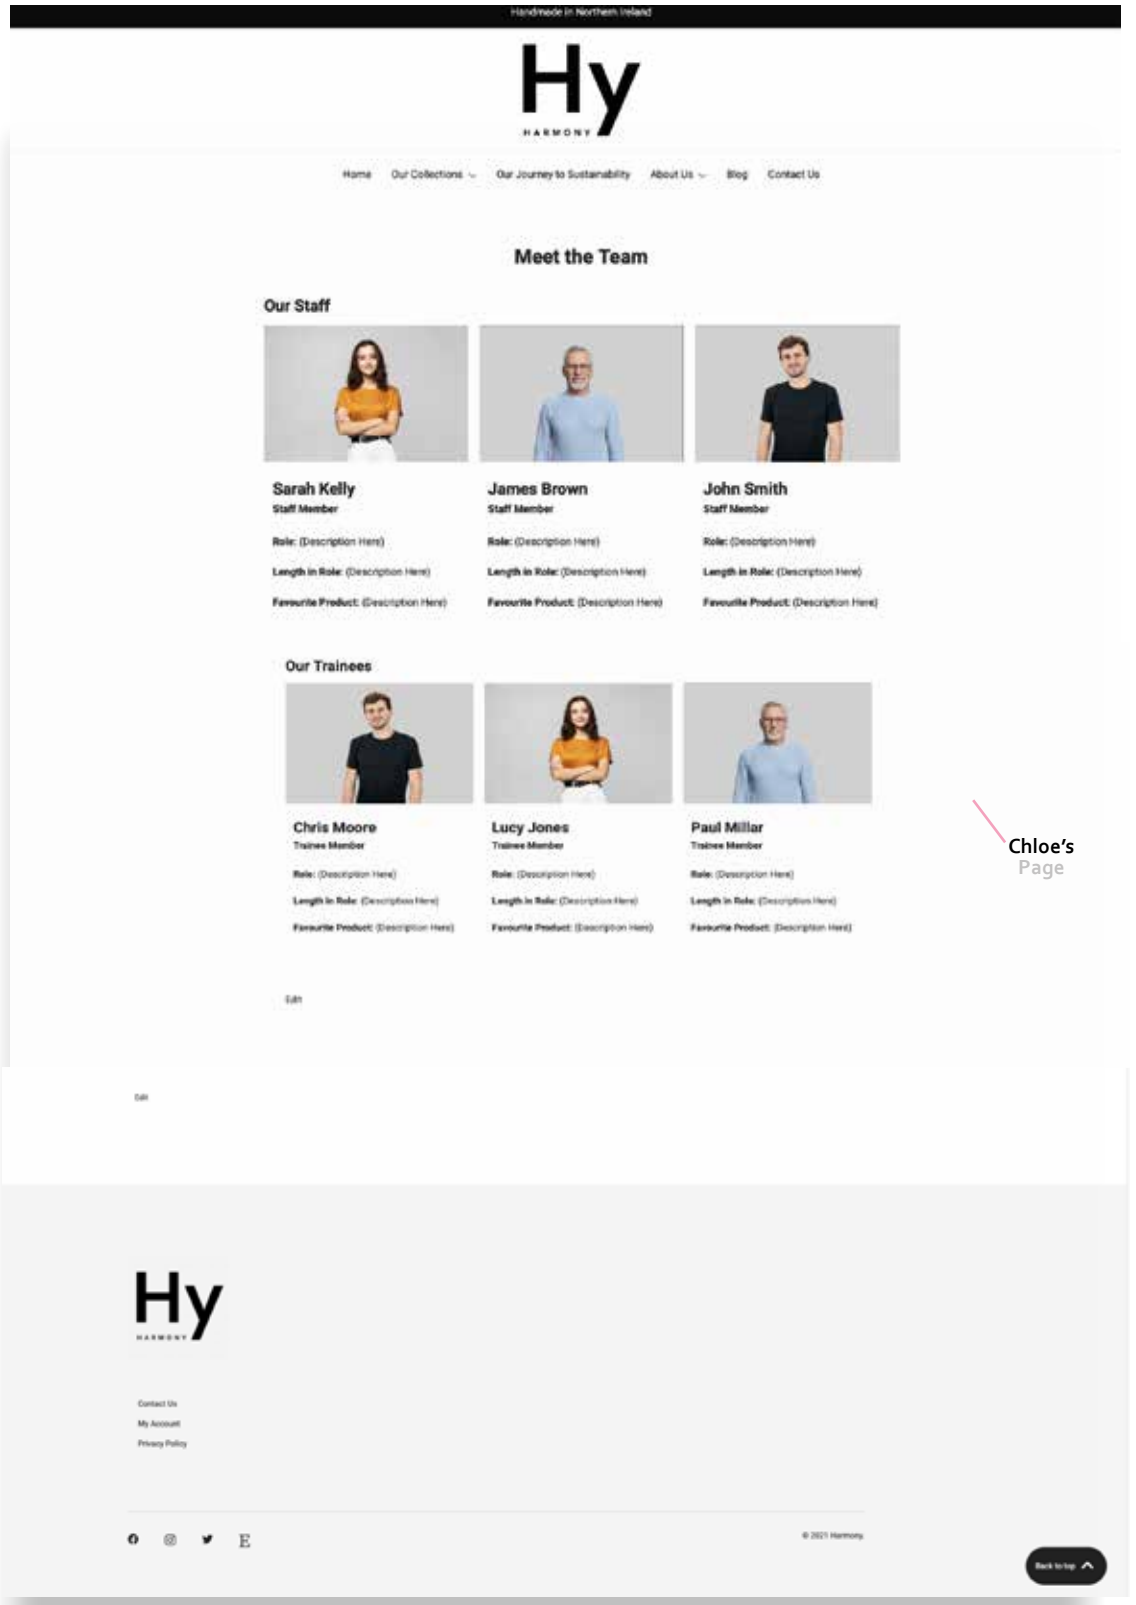 Handmade in Northern Ireland
Hy
HARMONY
Home Our Collections Our Journey to Sustainability About Us Blog Contact Us
Meet the Team
Our Staff
Sarah Kelly James Brown John Smith
Staff Member Staff Member Staff Member
Role: (Description Here) Role: (Description Here) Role: (Description Here)
Length in Role: (Description Here) Length in Role: (Description Here) Length in Role: (Description Here)
Favourite Product: (Description Here) Favourite Product: (Description Here) Favourite Product: (Description Here)
Our Trainees
Chris Moore Lucy Jones Paul Millar
Trainee Member Trainee Member Trainee Member
Role: (Description Here) Role: (Description Here) Role: (Description Here)
Length in Role: (Description Here) Length in Role: (Description Here) Length in Role: (Description Here)
Favourite Product: (Description Here) Favourite Product: (Description Here) Favourite Product: (Description Here)
Chloe's
Page
Edit
Edit
Hy
HARMONY
Contact Us
My Account
Privacy Policy
E
© 2021 Harmony.
Back to top